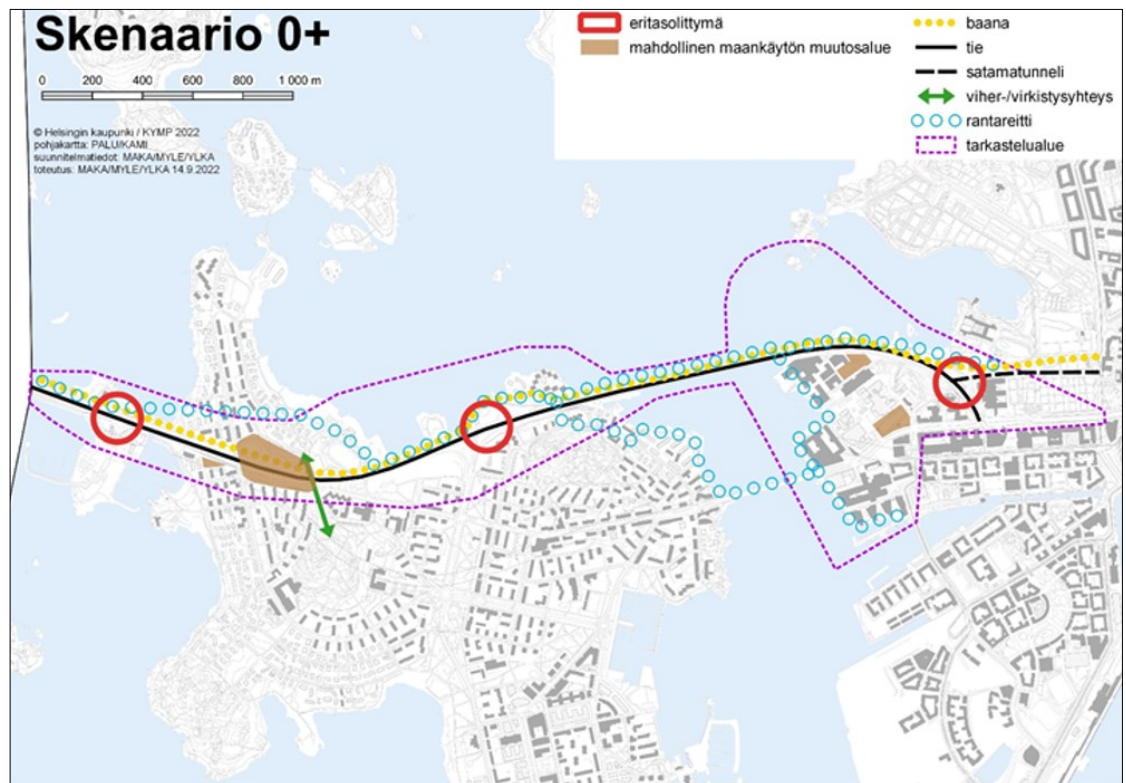 Skenaario 0+
0 200 400 600 800 1 000 m
© Helsingin kaupunki / KYMP 2022
pohjakartta: PALU/KAMI
suunnitelmatiedot: MAKA/MYLE/YLKA
toteutus: MAKA/MYLE/YLKA 14.9.2022
eritasolittymä
mahdollinen maankäytön muutosalue
baana
tie
satamatunneli
viher-/virkistysyhteys
rantareitti
tarkastelualue